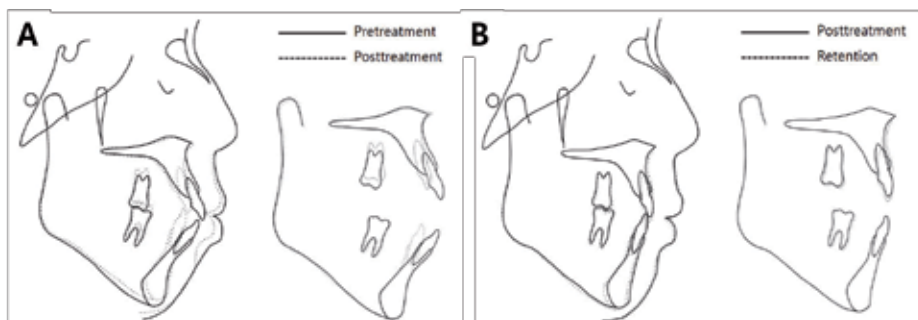 A
Pretreatment
Posttreatment
B
Posttreatment
Retention